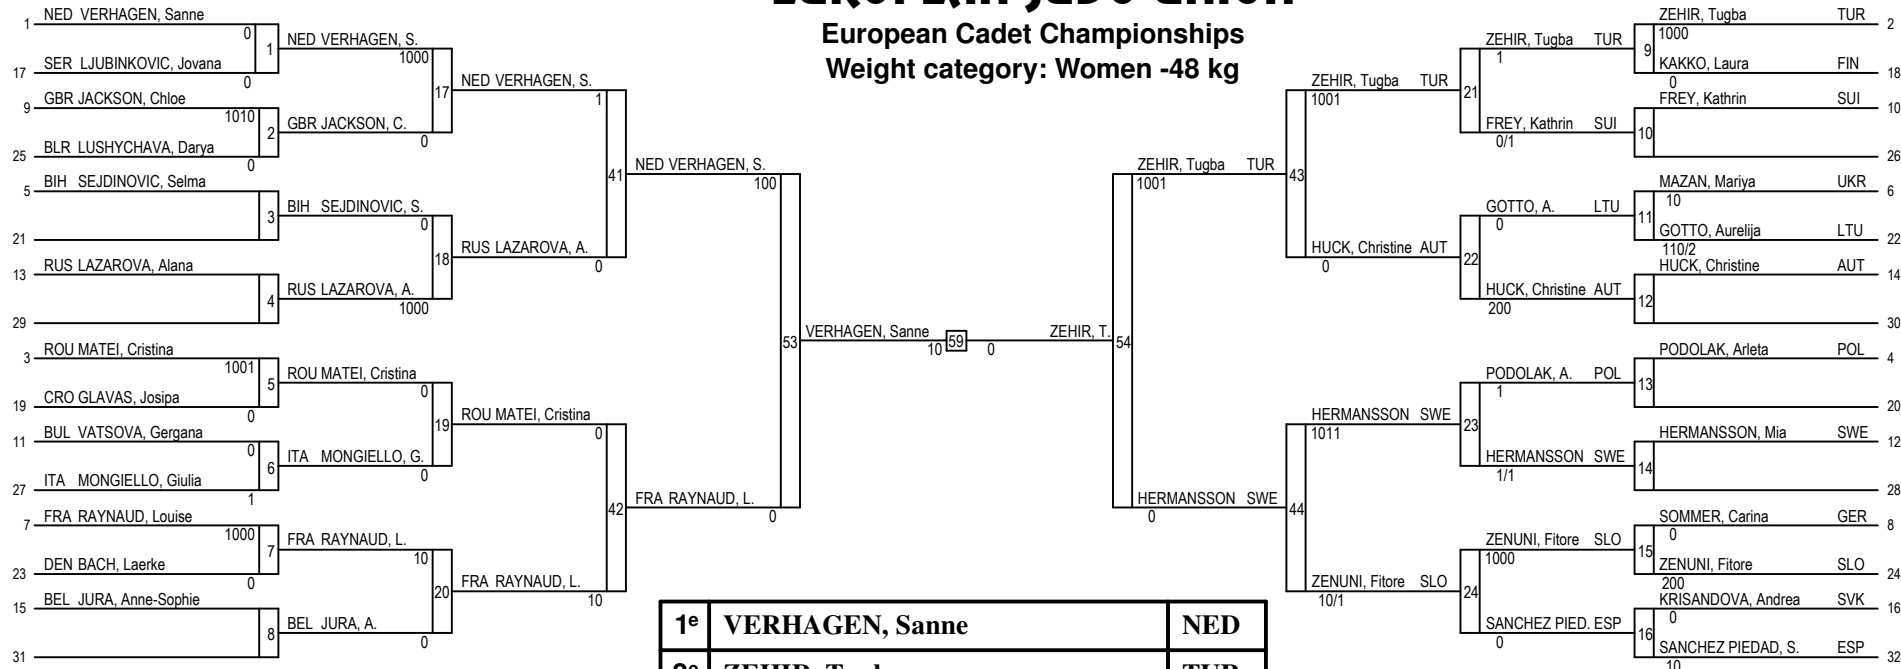 European Cadet Championships
Weight category: Women -48 kg
1 NED VERHAGEN, Sanne
0
1
17 SER LJUBINKOVIC, Jovana
0
9 GBR JACKSON, Chloe
1010
2
25 BLR LUSHYCHAVA, Darya
0
5 BIH SEJDINOVIC, Selma
3
21
13 RUS LAZAROVA, Alana
4
29
3 ROU MATEI, Cristina
1001
5
19 CRO GLAVAS, Josipa
0
11 BUL VATSOVA, Gergana
0
6
27 ITA MONGIELLO, Giulia
1
7 FRA RAYNAUD, Louise
1000
7
23 DEN BACH, Laerke
0
15 BEL JURA, Anne-Sophie
8
31
NED VERHAGEN, S.
1000
17
GBR JACKSON, C.
0
BIH SEJDINOVIC, S.
0
18
RUS LAZAROVA, A.
1000
ROU MATEI, Cristina
0
19
ITA MONGIELLO, G.
0
FRA RAYNAUD, L.
10
20
BEL JURA, A.
0
NED VERHAGEN, S.
1
41
RUS LAZAROVA, A.
0
ROU MATEI, Cristina
0
42
FRA RAYNAUD, L.
10
NED VERHAGEN, S.
100
53
FRA RAYNAUD, L.
0
VERHAGEN, Sanne
10 59 0
ZEHIR, T.
54
ZEHIR, Tugba TUR
1001
HERMANSSON SWE
0
ZEHIR, Tugba TUR
1001
43
HUCK, Christine AUT
0
HERMANSSON SWE
1011
44
ZENUNI, Fitore SLO
10/1
ZEHIR, Tugba TUR
1
21
FREY, Kathrin SUI
0/1
GOTTO, A. LTU
0
22
HUCK, Christine AUT
200
PODOLAK, A. POL
1
23
HERMANSSON SWE
1/1
ZENUNI, Fitore SLO
1000
24
SANCHEZ PIED. ESP
0
ZEHIR, Tugba TUR 2
1000
9
KAKKO, Laura FIN 18
0
FREY, Kathrin SUI 10
10
26
MAZAN, Mariya UKR 6
10
11
GOTTO, Aurelija LTU 22
110/2
HUCK, Christine AUT 14
12
30
PODOLAK, Arleta POL 4
13
20
HERMANSSON, Mia SWE 12
14
28
SOMMER, Carina GER 8
0
15
ZENUNI, Fitore SLO 24
200
KRISANDOVA, Andrea SVK 16
0
16
SANCHEZ PIEDAD, S. ESP 32
10
1e VERHAGEN, Sanne NED